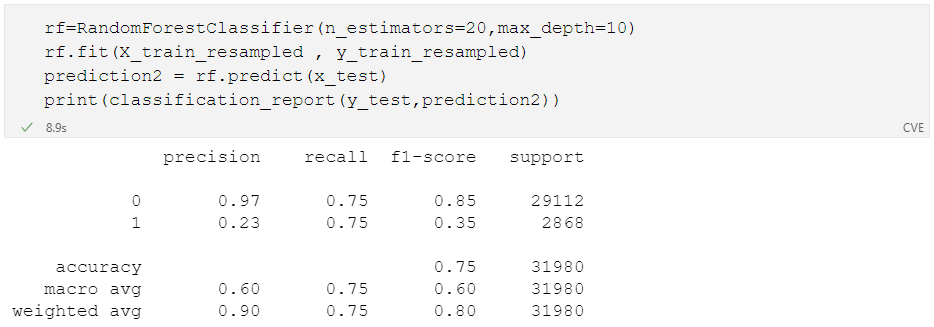 rf=RandomForestClassifier(n_estimators=20,max_depth=10)
rf.fit(X_train_resampled , y_train_resampled)
prediction2 = rf.predict(x_test)
print(classification_report(y_test,prediction2))
✓ 8.9s CVE
precision recall f1-score support
0 0.97 0.75 0.85 29112
1 0.23 0.75 0.35 2868
accuracy 0.75 31980
macro avg 0.60 0.75 0.60 31980
weighted avg 0.90 0.75 0.80 31980